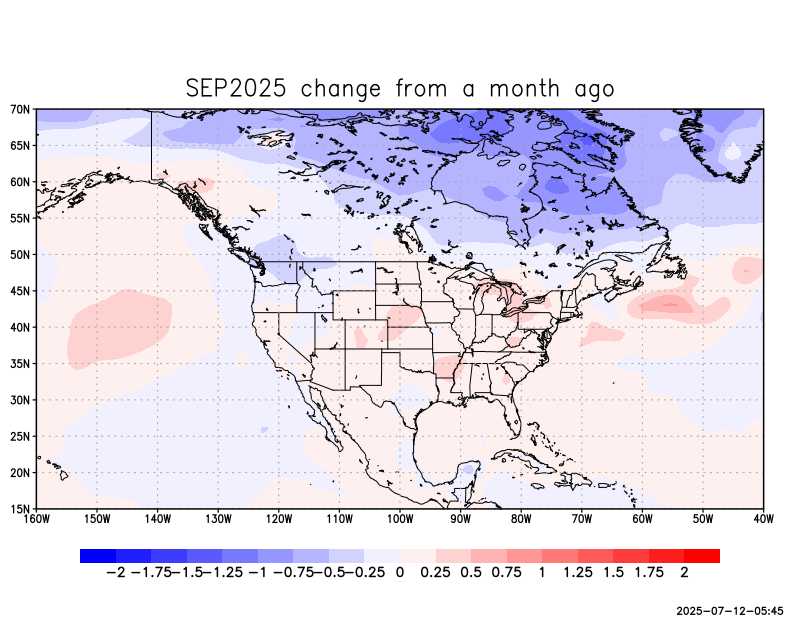 SEP2025 change from a month ago
70N
65N
60N
55N
50N
45N
40N
35N
30N
25N
20N
15N
160W 150W 140W 130W 120W 110W 100W 90W 80W 70W 60W 50W 40W
-2 -1.75 -1.5 -1.25 -1 -0.75 -0.5 -0.25 0 0.25 0.5 0.75 1 1.25 1.5 1.75 2
2025-07-12-05:45